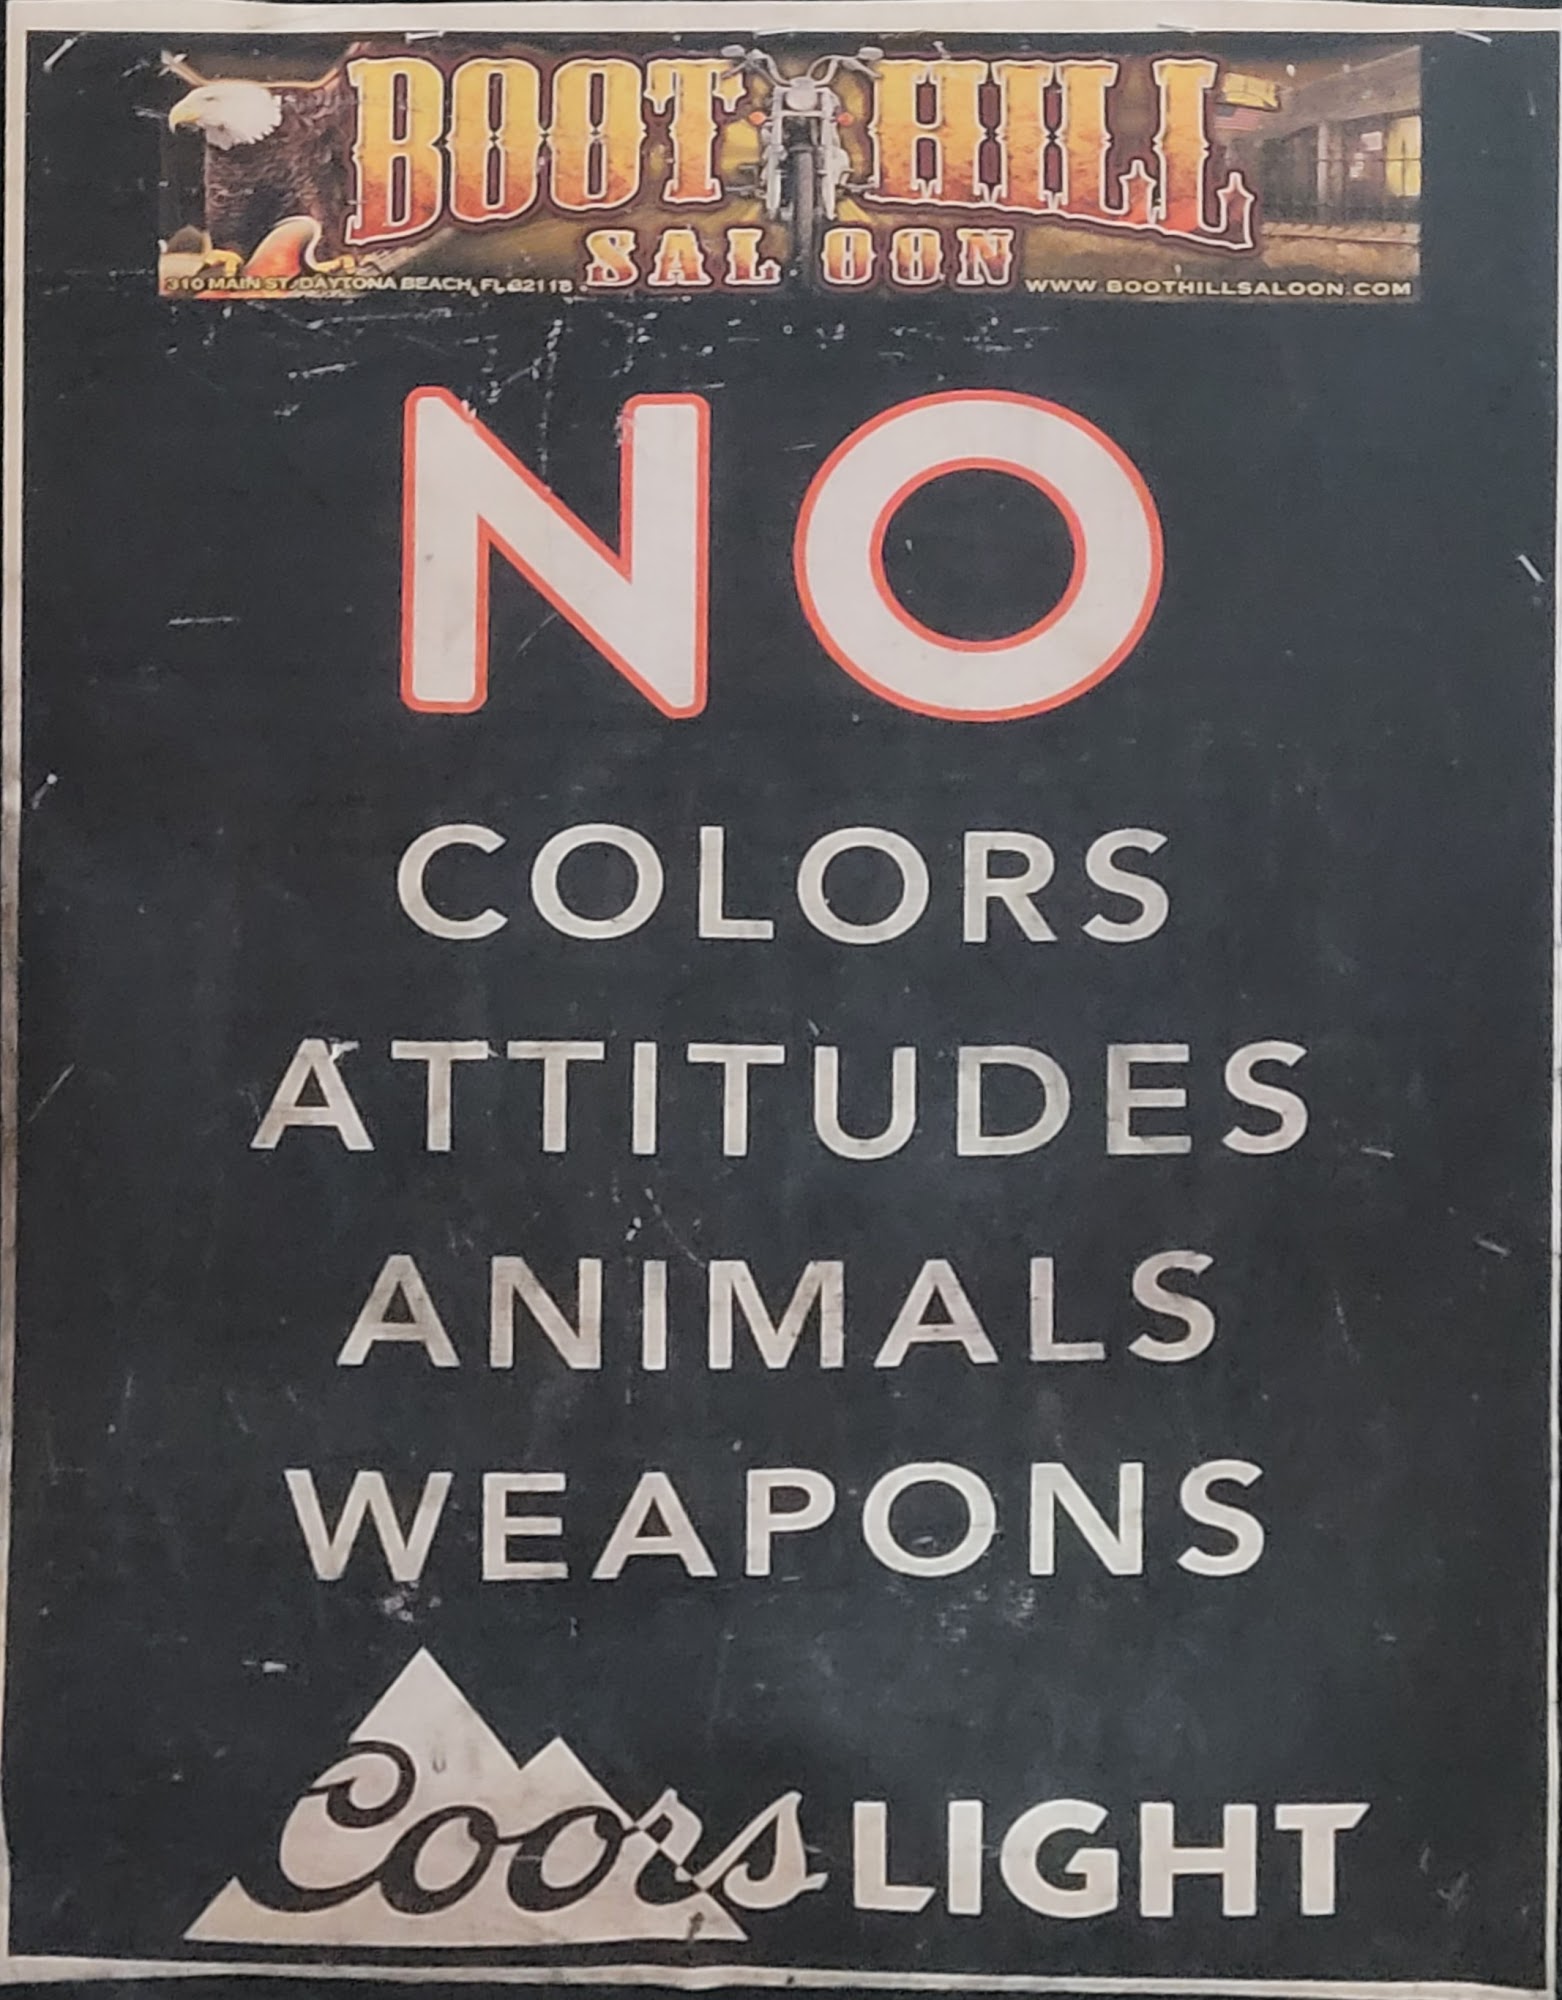 BOOT HILL
SALOON
310 MAIN ST. DAYTONA BEACH, FL 32118
WWW.BOOTHILLSALOON.COM
NO
COLORS
ATTITUDES
ANIMALS
WEAPONS
Coors LIGHT